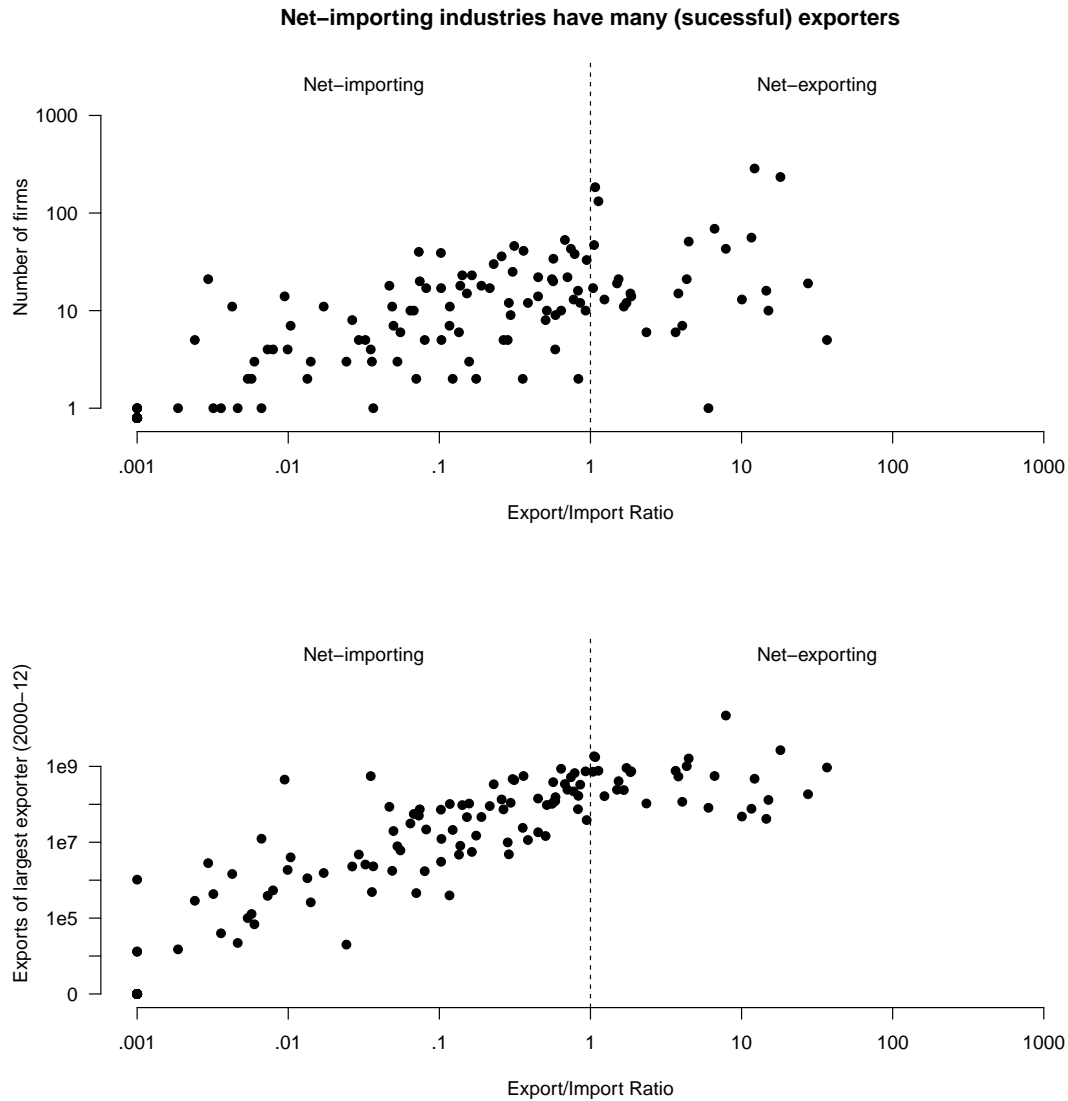 Net−importing industries have many (sucessful) exporters
Net−importing
Net−exporting
Number of firms
1000
100
10
1
.001
.01
.1
1
10
100
1000
Export/Import Ratio
Net−importing
Net−exporting
Exports of largest exporter (2000−12)
1e9
1e7
1e5
0
.001
.01
.1
1
10
100
1000
Export/Import Ratio